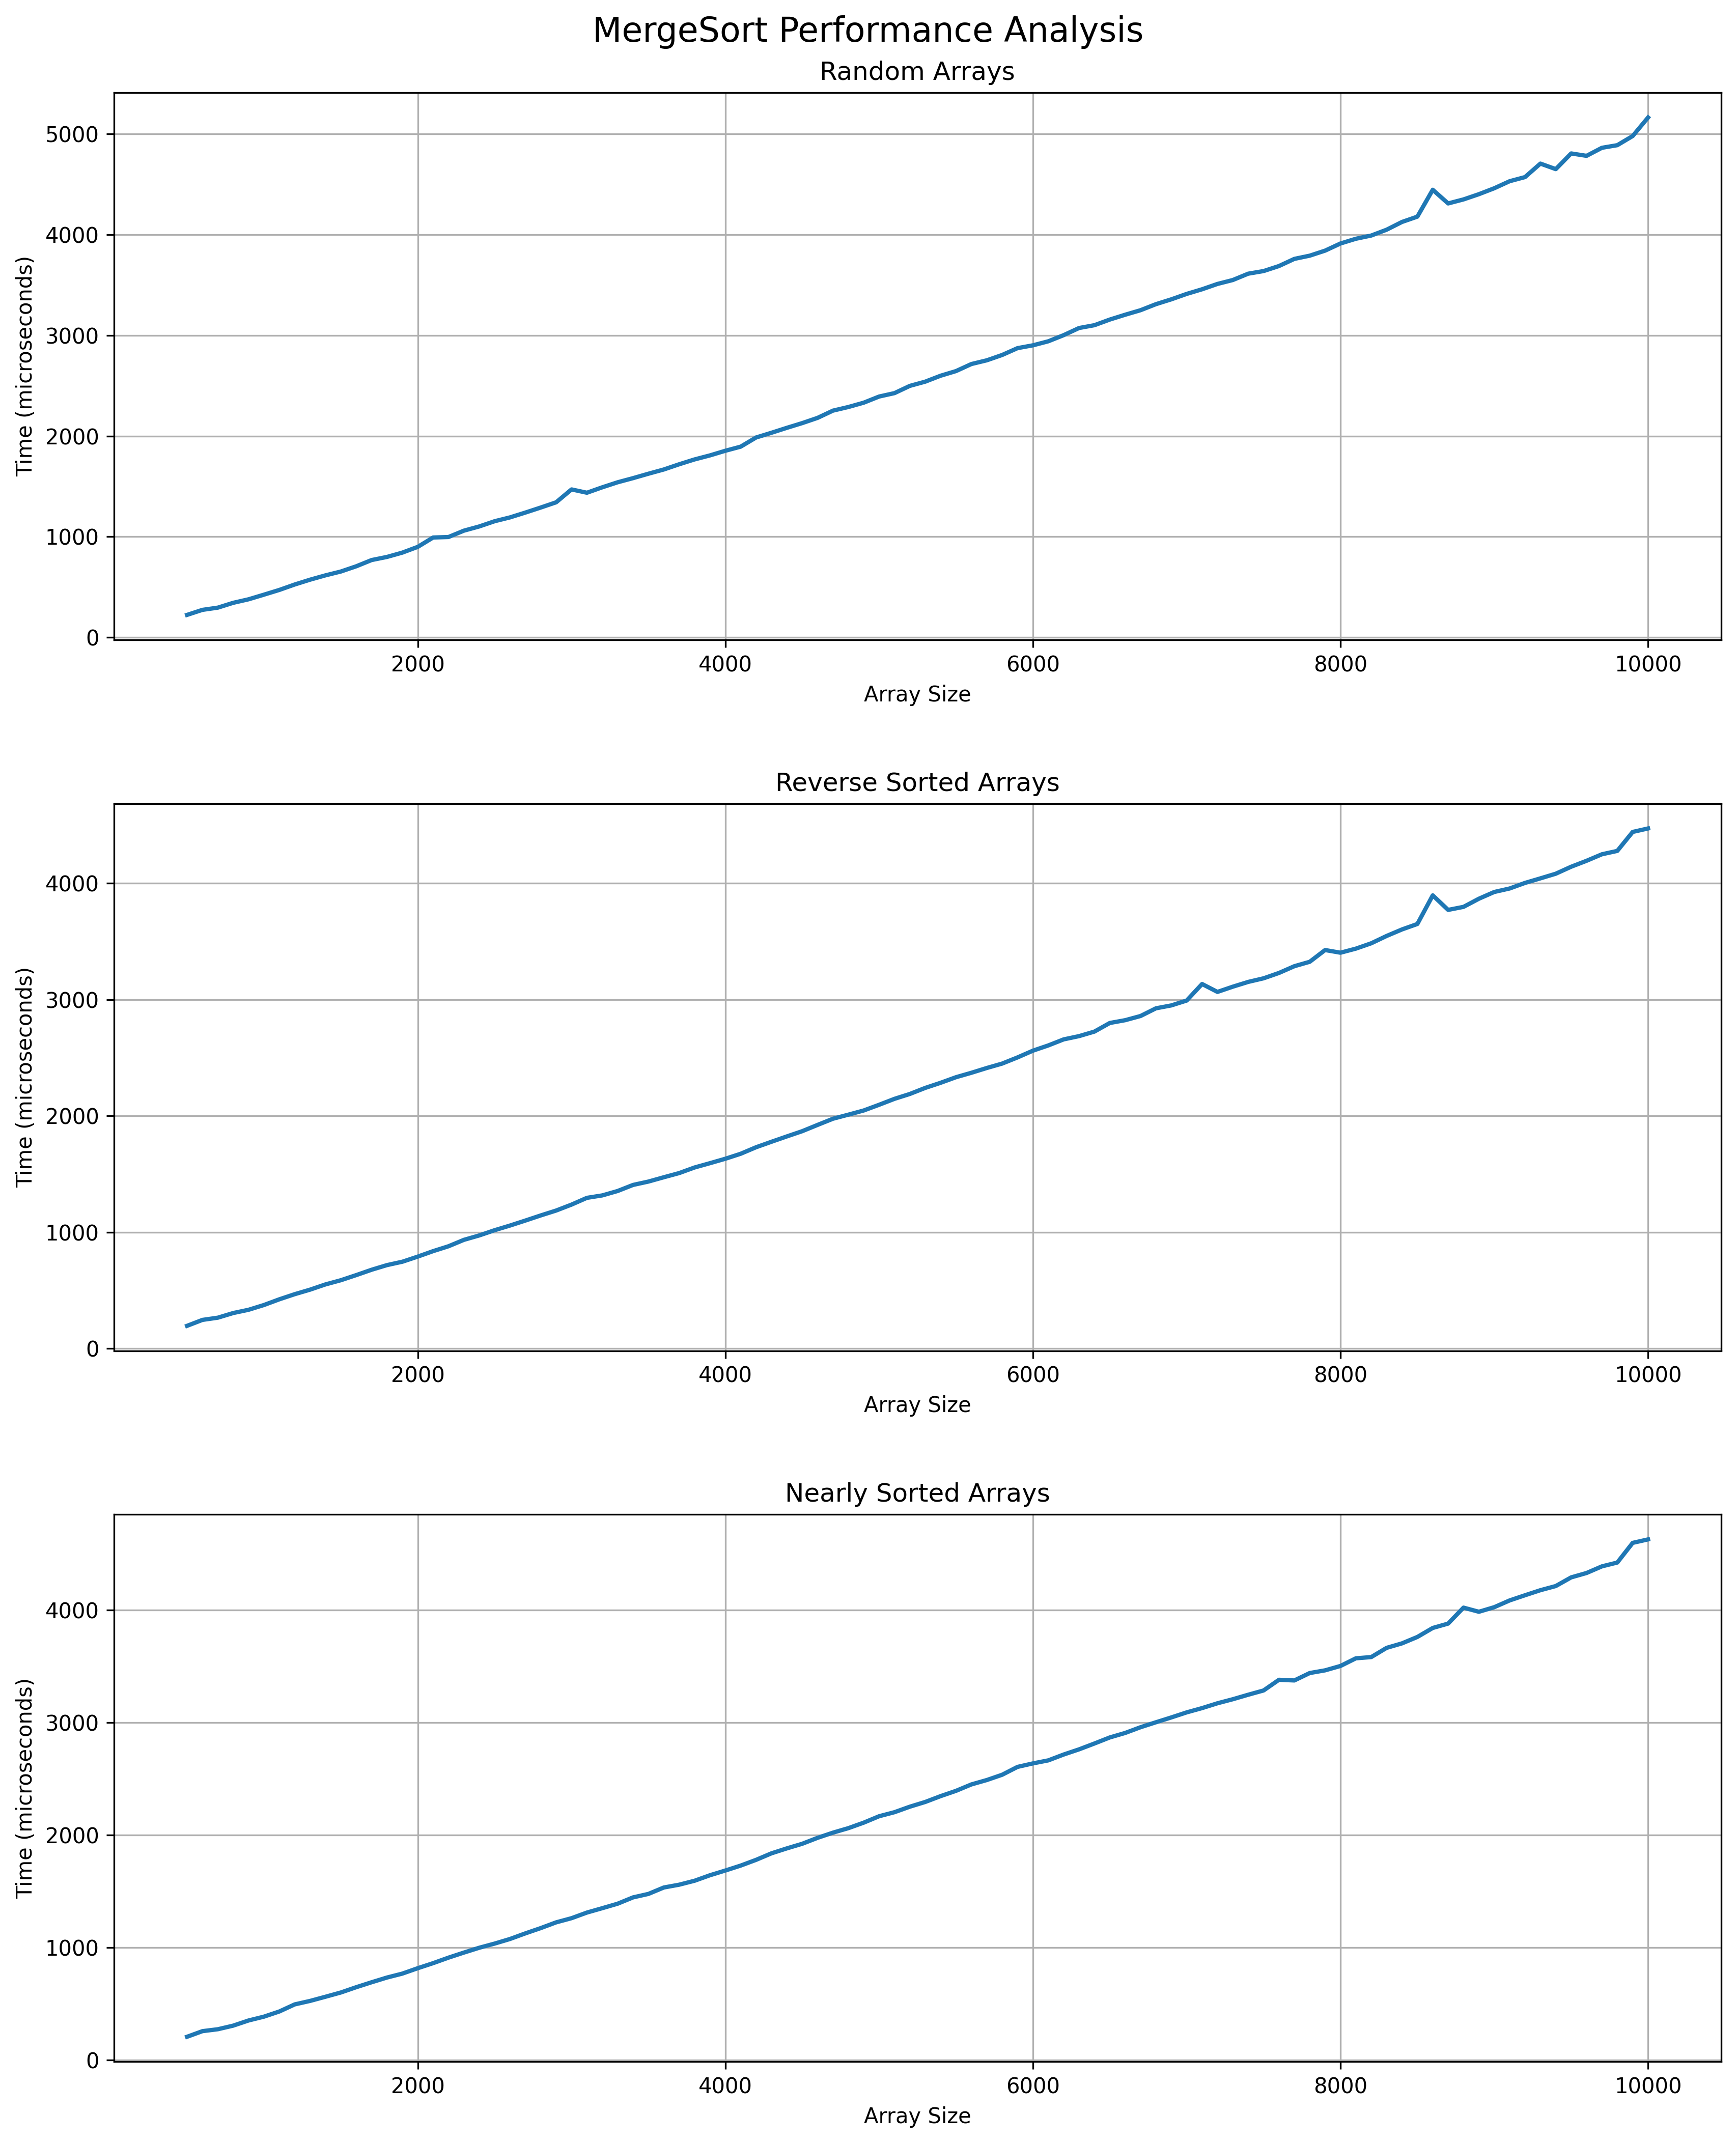 MergeSort Performance Analysis
Random Arrays
Time (microseconds)
5000
4000
3000
2000
1000
0
2000 4000 6000 8000 10000
Array Size
Reverse Sorted Arrays
Time (microseconds)
4000
3000
2000
1000
0
2000 4000 6000 8000 10000
Array Size
Nearly Sorted Arrays
Time (microseconds)
4000
3000
2000
1000
0
2000 4000 6000 8000 10000
Array Size